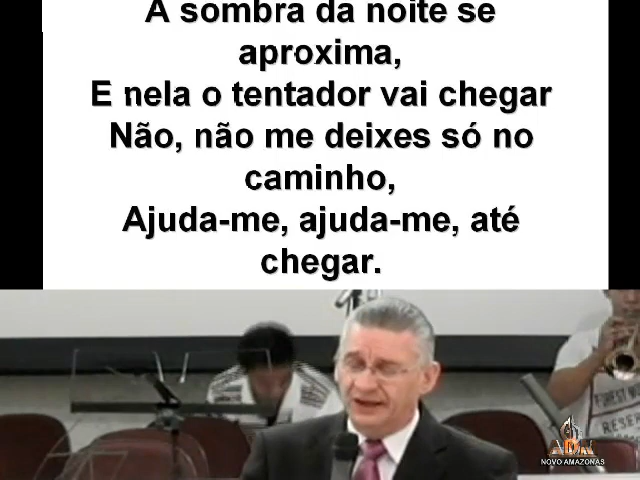 A sombra da noite se
aproxima,
E nela o tentador vai chegar
Não, não me deixes só no
caminho,
Ajuda-me, ajuda-me, até
chegar.
NOVO AMAZONAS